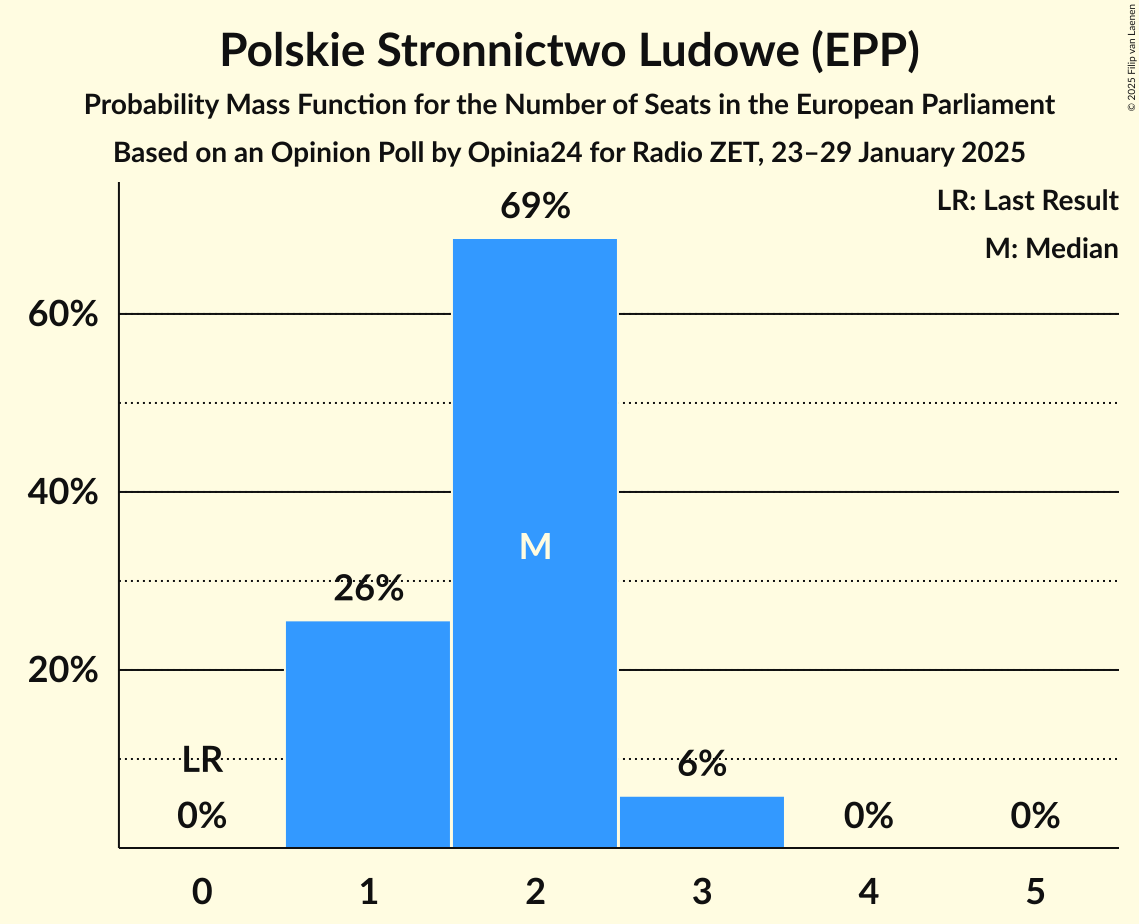 Polskie Stronnictwo Ludowe (EPP)
Probability Mass Function for the Number of Seats in the European Parliament
Based on an Opinion Poll by Opinia24 for Radio ZET, 23–29 January 2025
© 2025 Filip van Laenen
LR: Last Result
M: Median
69%
60%
40%
M
26%
20%
LR
6%
0%
0%
0%
0 1 2 3 4 5